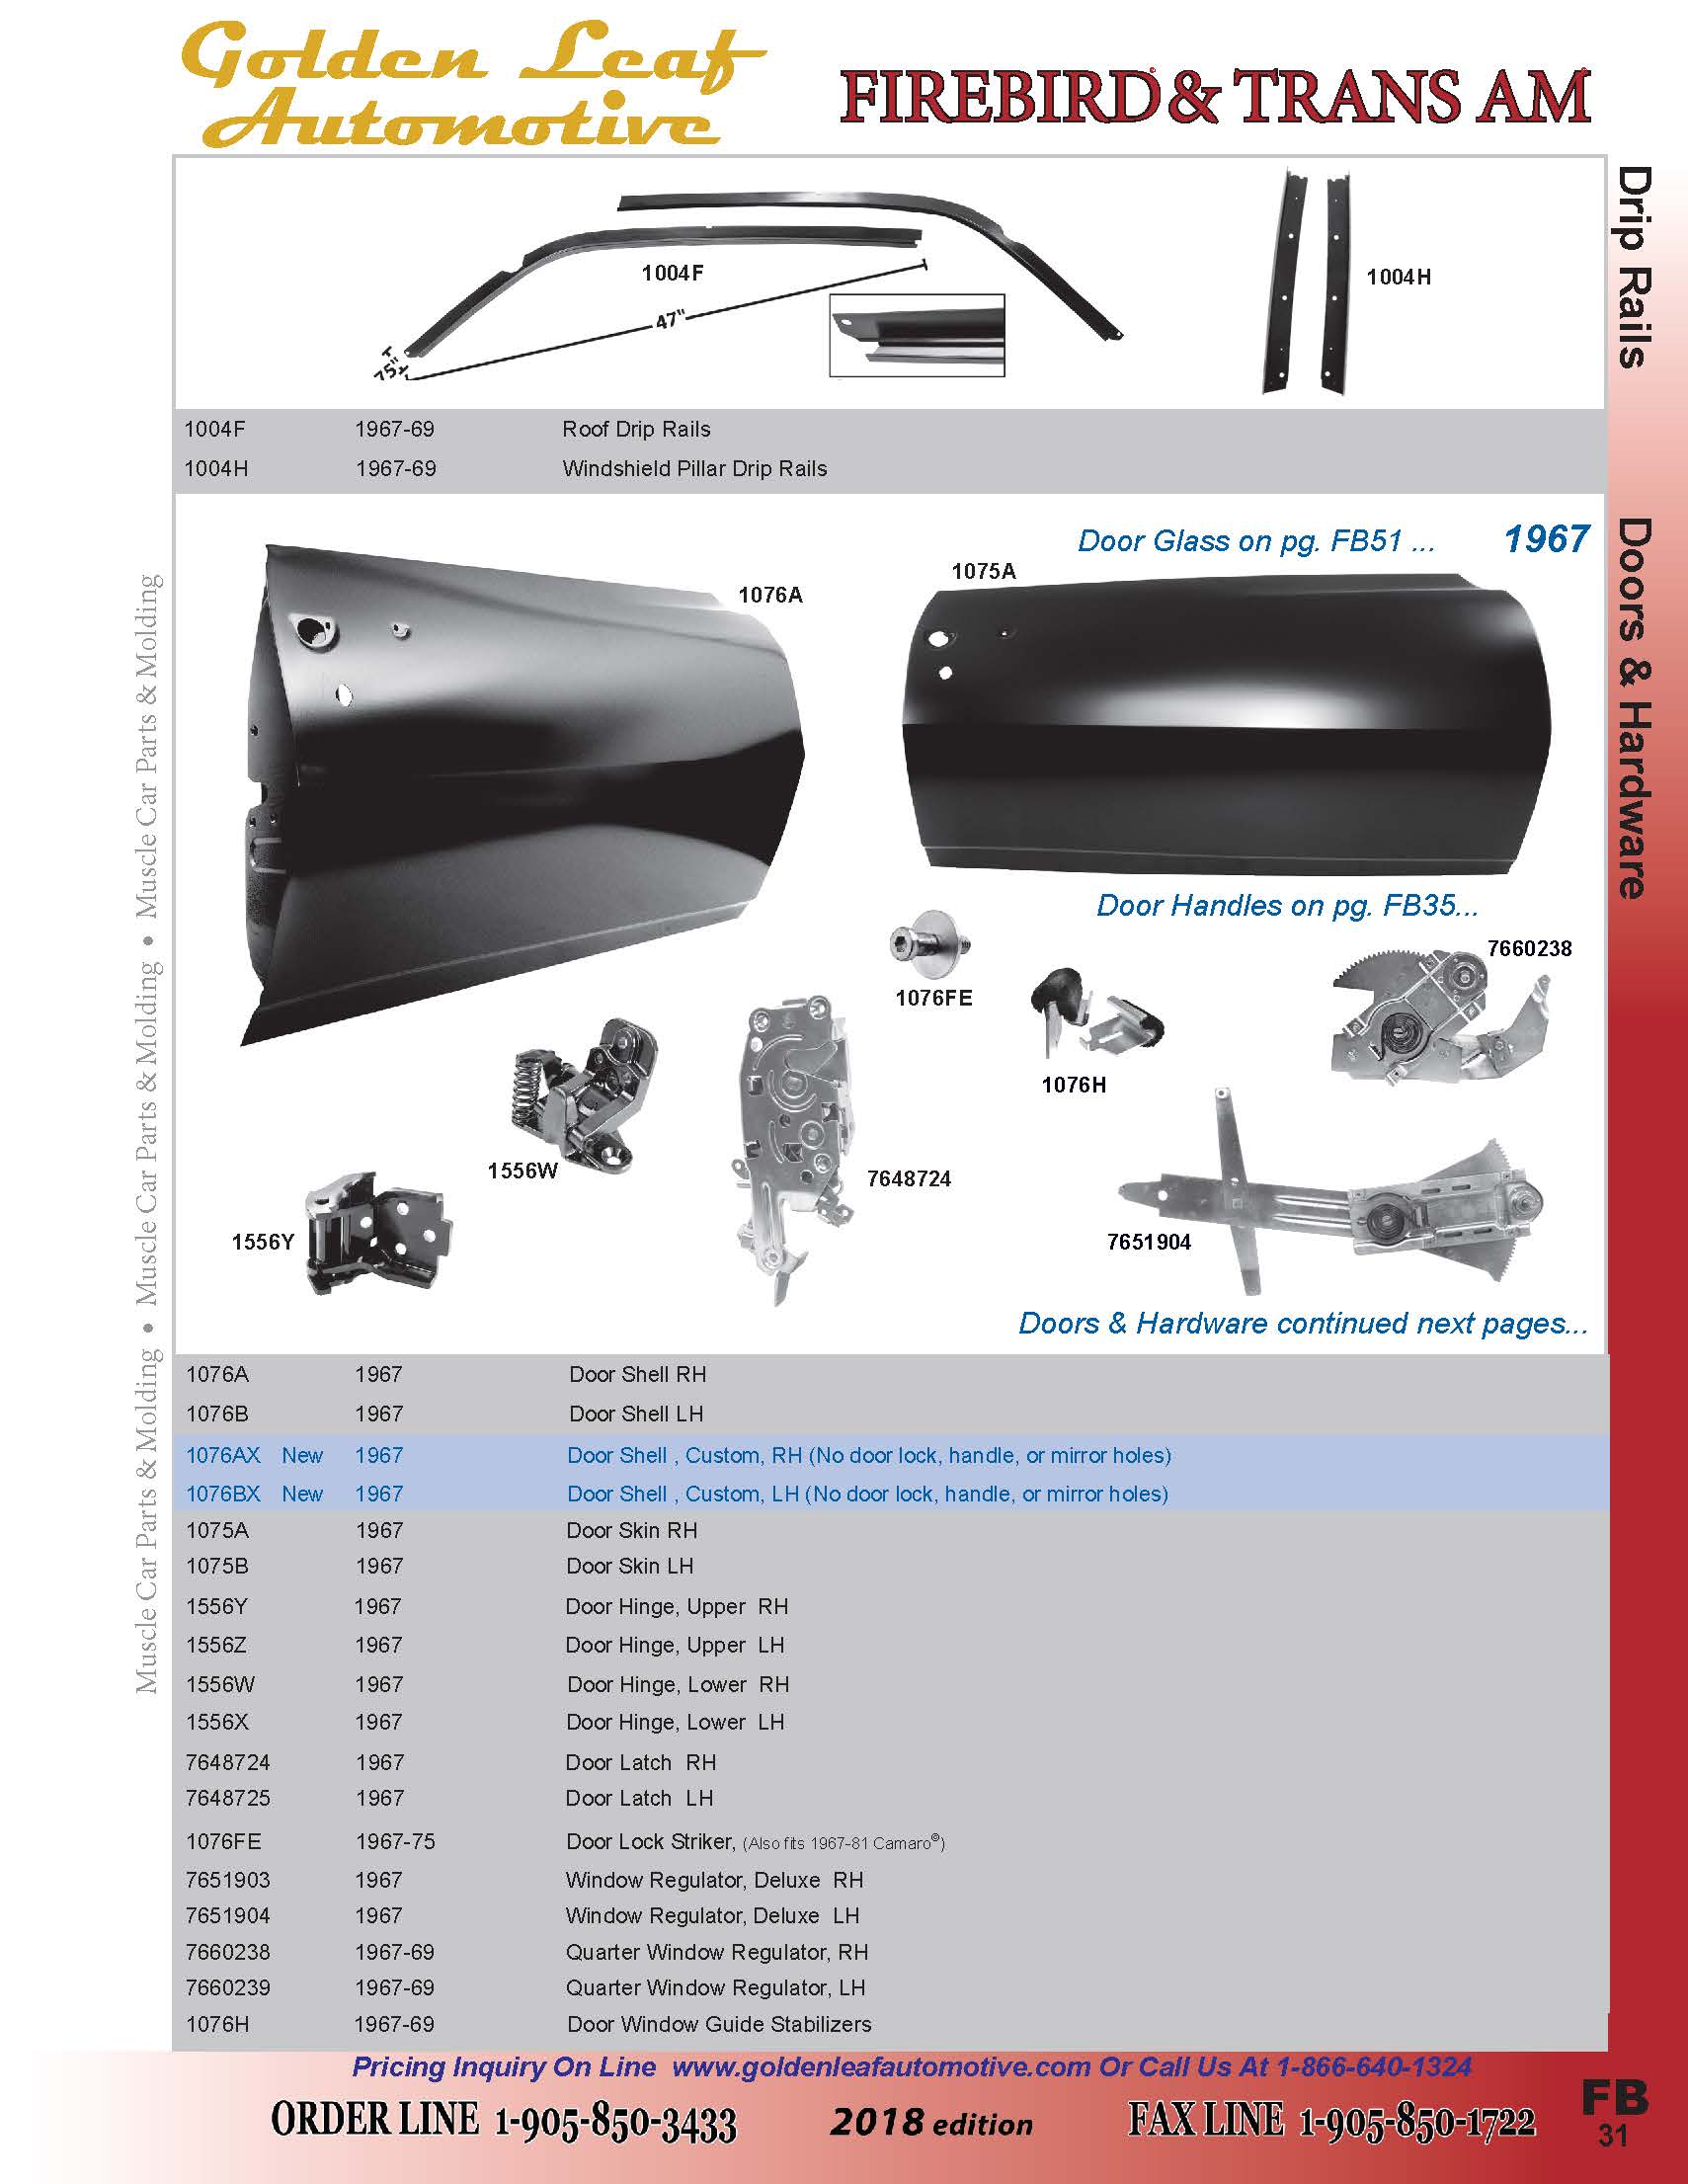 Golden Leaf
Automotive
FIREBIRD & TRANS AM
Drip Rails
Doors & Hardware
1004F
47"
75"
1004H
1004F 1967-69 Roof Drip Rails
1004H 1967-69 Windshield Pillar Drip Rails
Door Glass on pg. FB51 ... 1967
1076A
1075A
Door Handles on pg. FB35...
7660238
1076FE
1076H
1556W
7648724
1556Y
7651904
Doors & Hardware continued next pages...
1076A 1967 Door Shell RH
1076B 1967 Door Shell LH
1076AX New 1967 Door Shell , Custom, RH (No door lock, handle, or mirror holes)
1076BX New 1967 Door Shell , Custom, LH (No door lock, handle, or mirror holes)
1075A 1967 Door Skin RH
1075B 1967 Door Skin LH
1556Y 1967 Door Hinge, Upper RH
1556Z 1967 Door Hinge, Upper LH
1556W 1967 Door Hinge, Lower RH
1556X 1967 Door Hinge, Lower LH
7648724 1967 Door Latch RH
7648725 1967 Door Latch LH
1076FE 1967-75 Door Lock Striker, (Also fits 1967-81 Camaro®)
7651903 1967 Window Regulator, Deluxe RH
7651904 1967 Window Regulator, Deluxe LH
7660238 1967-69 Quarter Window Regulator, RH
7660239 1967-69 Quarter Window Regulator, LH
1076H 1967-69 Door Window Guide Stabilizers
Muscle Car Parts & Molding • Muscle Car Parts & Molding • Muscle Car Parts & Molding
Pricing Inquiry On Line www.goldenleafautomotive.com Or Call Us At 1-866-640-1324
ORDER LINE 1-905-850-3433 2018 edition FAX LINE 1-905-850-1722
FB
31